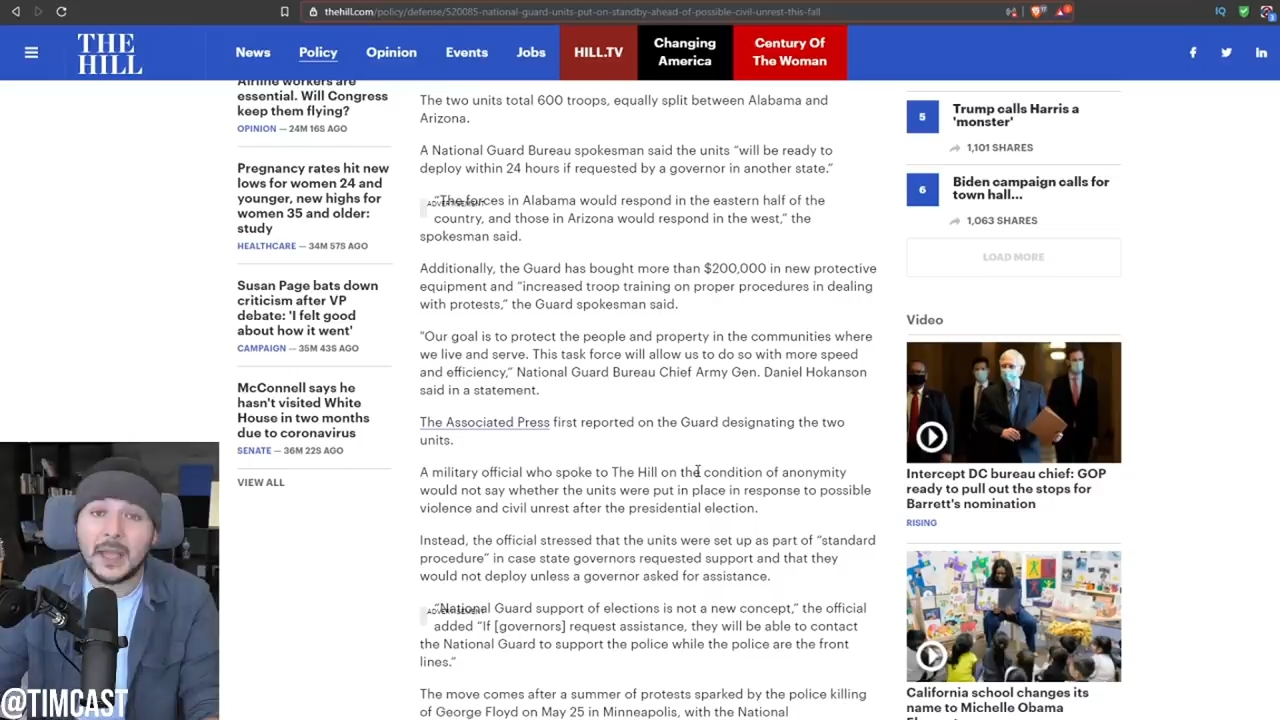 thehill.com/policy/defense/520085-national-guard-units-put-on-standby-ahead-of-possible-civil-unrest-this-fall
THE
HILL
News
Policy
Opinion
Events
Jobs
HILL.TV
Changing
America
Century Of
The Woman
Airline workers are
essential. Will Congress
keep them flying?
OPINION — 24M 16S AGO
Pregnancy rates hit new
lows for women 24 and
younger, new highs for
women 35 and older:
study
HEALTHCARE — 34M 57S AGO
Susan Page bats down
criticism after VP
debate: 'I felt good
about how it went'
CAMPAIGN — 35M 43S AGO
McConnell says he
hasn't visited White
House in two months
due to coronavirus
SENATE — 36M 22S AGO
VIEW ALL
The two units total 600 troops, equally split between Alabama and
Arizona.
A National Guard Bureau spokesman said the units “will be ready to
deploy within 24 hours if requested by a governor in another state.”
ADVERTISEMENT
“The forces in Alabama would respond in the eastern half of the
country, and those in Arizona would respond in the west,” the
spokesman said.
Additionally, the Guard has bought more than $200,000 in new protective
equipment and “increased troop training on proper procedures in dealing
with protests,” the Guard spokesman said.
"Our goal is to protect the people and property in the communities where
we live and serve. This task force will allow us to do so with more speed
and efficiency,” National Guard Bureau Chief Army Gen. Daniel Hokanson
said in a statement.
The Associated Press first reported on the Guard designating the two
units.
A military official who spoke to The Hill on the condition of anonymity
would not say whether the units were put in place in response to possible
violence and civil unrest after the presidential election.
Instead, the official stressed that the units were set up as part of “standard
procedure” in case state governors requested support and that they
would not deploy unless a governor asked for assistance.
ADVERTISEMENT
“National Guard support of elections is not a new concept,” the official
added “If [governors] request assistance, they will be able to contact
the National Guard to support the police while the police are the front
lines.”
The move comes after a summer of protests sparked by the police killing
of George Floyd on May 25 in Minneapolis, with the National
5
Trump calls Harris a
'monster'
1,101 SHARES
6
Biden campaign calls for
town hall...
1,063 SHARES
LOAD MORE
Video
Intercept DC bureau chief: GOP
ready to pull out the stops for
Barrett's nomination
RISING
California school changes its
name to Michelle Obama
@TIMCAST